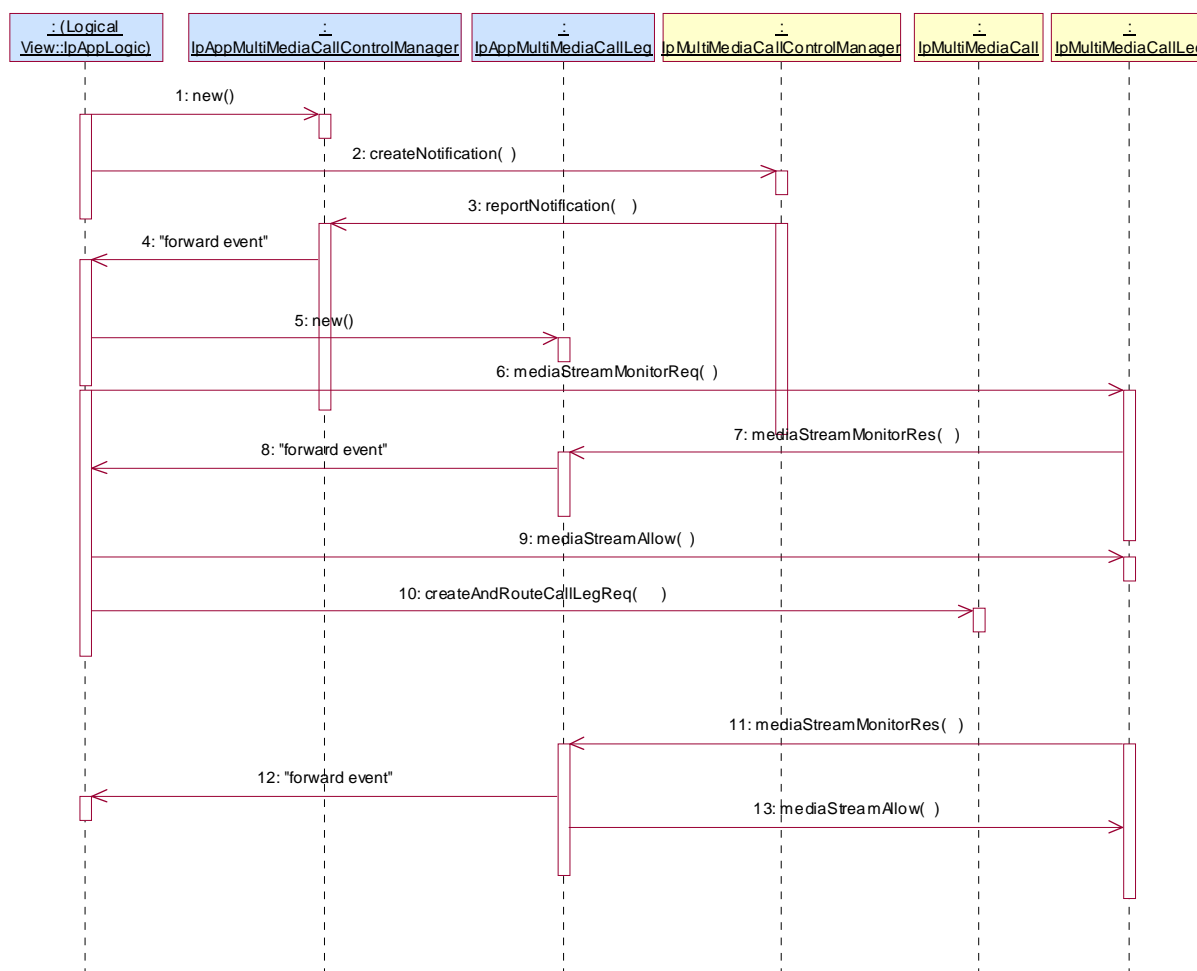 : (Logical
View::IpAppLogic)
:
IpAppMultiMediaCallControlManager
:
IpAppMultiMediaCallLeg
:
IpMultiMediaCallControlManager
:
IpMultiMediaCall
:
IpMultiMediaCallLeg
1: new()
2: createNotification( )
3: reportNotification( )
4: "forward event"
5: new()
6: mediaStreamMonitorReq( )
7: mediaStreamMonitorRes( )
8: "forward event"
9: mediaStreamAllow( )
10: createAndRouteCallLegReq( )
11: mediaStreamMonitorRes( )
12: "forward event"
13: mediaStreamAllow( )